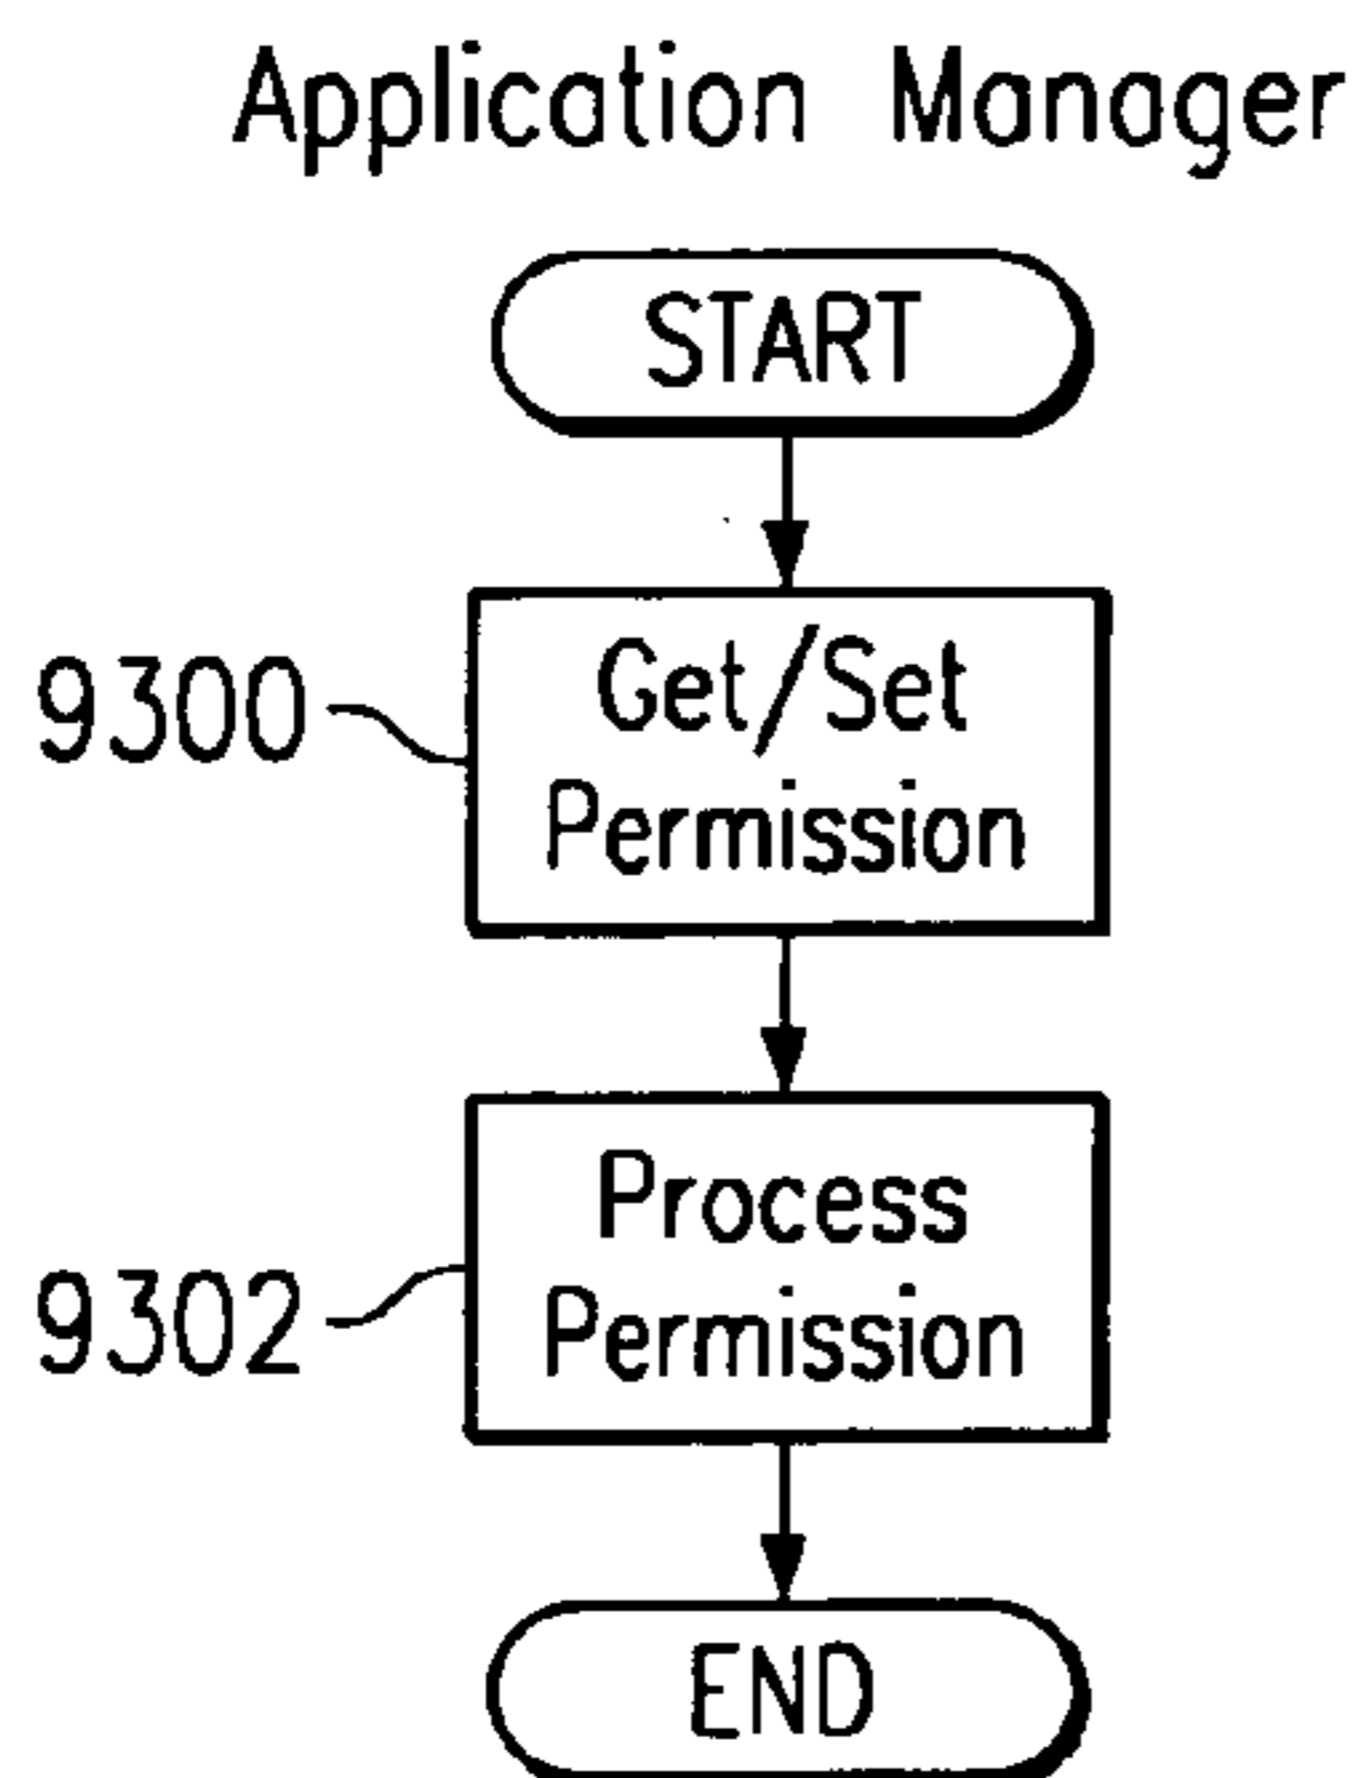 Application Manager
START
9300
Get/Set
Permission
Process
9302
Permission
END